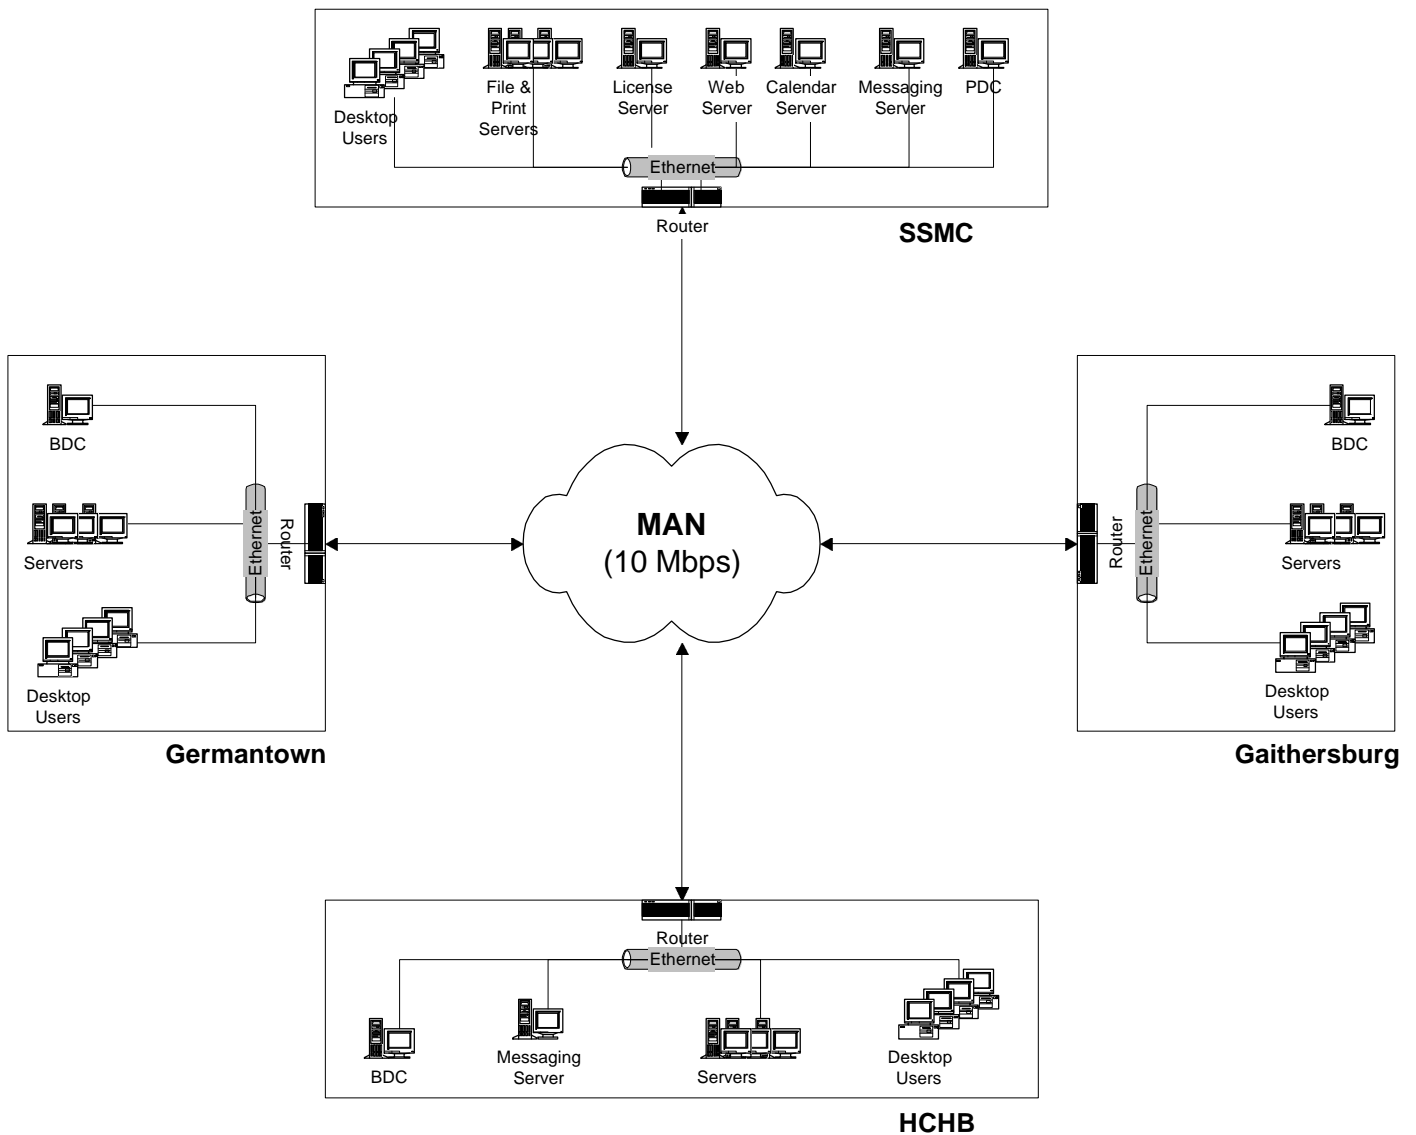 File &
Print
Servers
License
Server
Web
Server
Calendar
Server
Messaging
Server
PDC
Desktop
Users
Ethernet
Router
SSMC
BDC
Servers
Desktop
Users
Ethernet
Router
Germantown
MAN
(10 Mbps)
Router
Ethernet
BDC
Servers
Desktop
Users
Gaithersburg
Router
Ethernet
BDC
Messaging
Server
Servers
Desktop
Users
HCHB